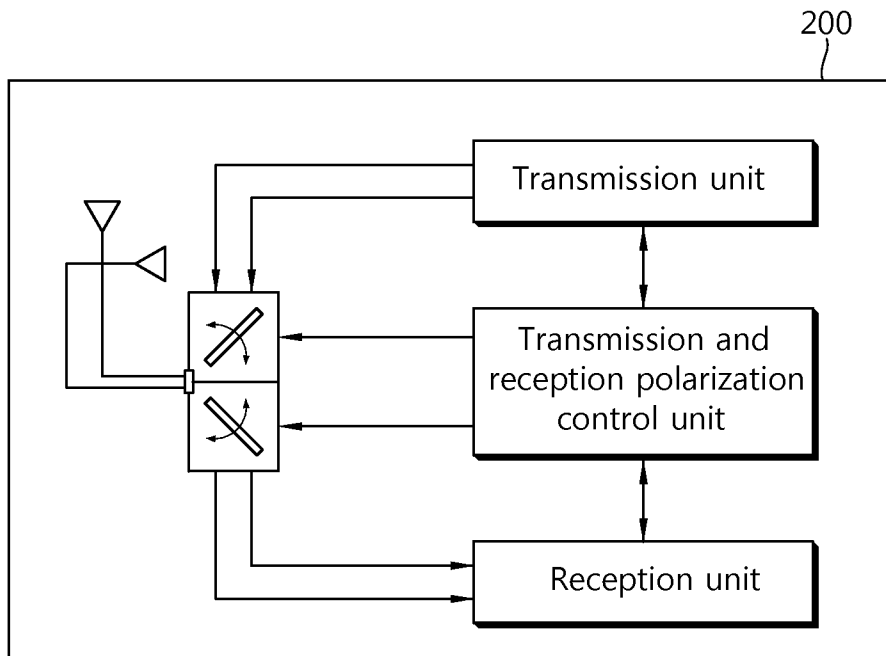 200
Transmission unit
Transmission and
reception polarization
control unit
Reception unit